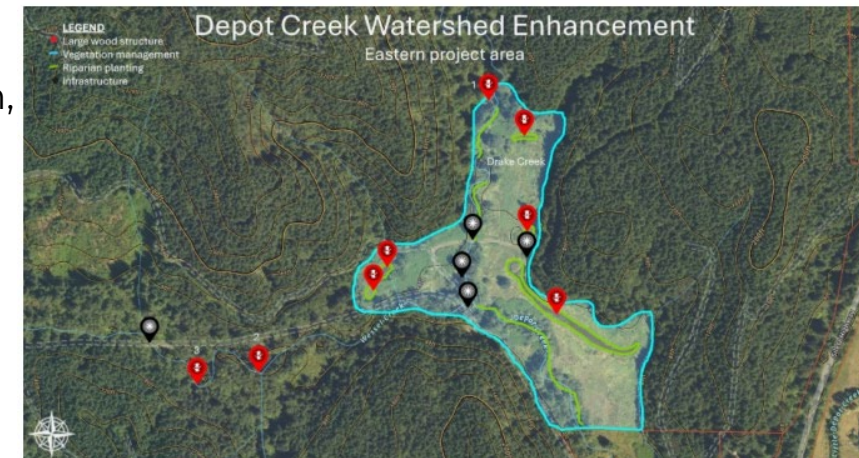 n,
Depot Creek Watershed Enhancement
Eastern project area
LEGEND
Large wood structure
Vegetation management
Riparian planting
Infrastructure
1
Drake Creek
3
2